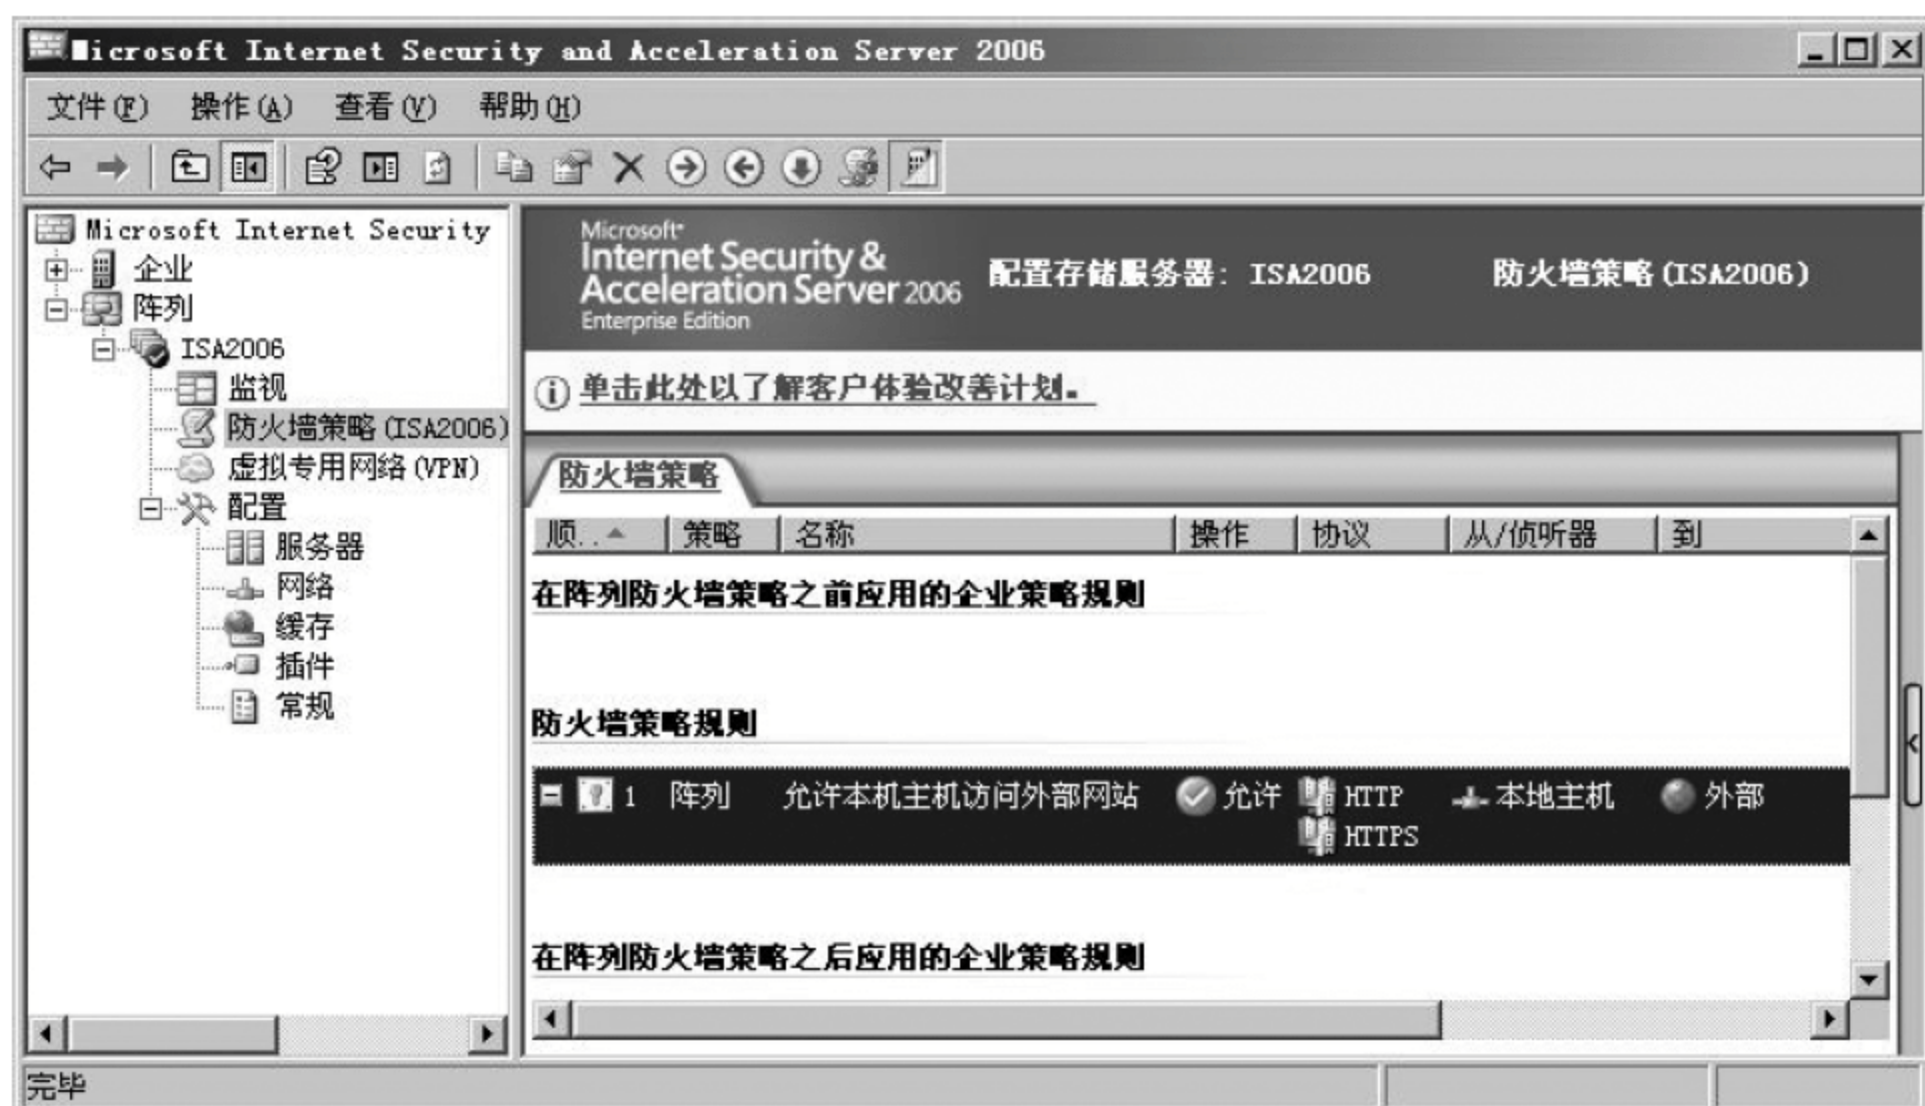 Microsoft Internet Security and Acceleration Server 2006
文件(F) 操作(A) 查看(V) 帮助(H)
Microsoft Internet Security
企业
阵列
ISA2006
监视
防火墙策略(ISA2006)
虚拟专用网络(VPN)
配置
服务器
网络
缓存
插件
常规
Microsoft
Internet Security &
Acceleration Server 2006
Enterprise Edition
配置存储服务器: ISA2006 防火墙策略(ISA2006)
单击此处以了解客户体验改善计划。
防火墙策略
顺.. 策略 名称 操作 协议 从/侦听器 到
在阵列防火墙策略之前应用的企业策略规则
防火墙策略规则
1 阵列 允许本机主机访问外部网站 允许 HTTP 本地主机 外部
HTTPS
在阵列防火墙策略之后应用的企业策略规则
完毕